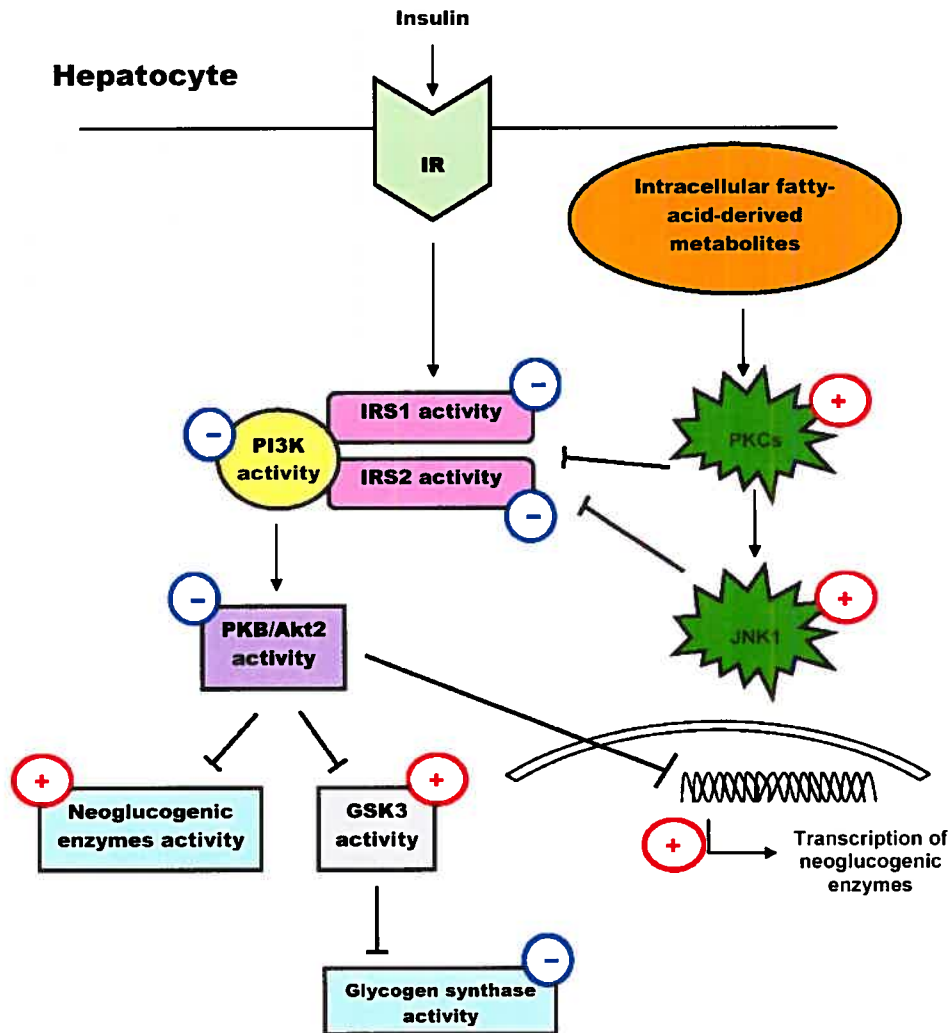 Insulin
Hepatocyte
IR
Intracellular fatty-
acid-derived
metabolites
−
+
IRS1 activity
PKCs
−
PI3K
activity
IRS2 activity
−
−
+
PKB/Akt2
activity
JNK1
+
+
Neoglucogenic
enzymes activity
GSK3
activity
+
Transcription of
neoglucogenic
enzymes
−
Glycogen synthase
activity